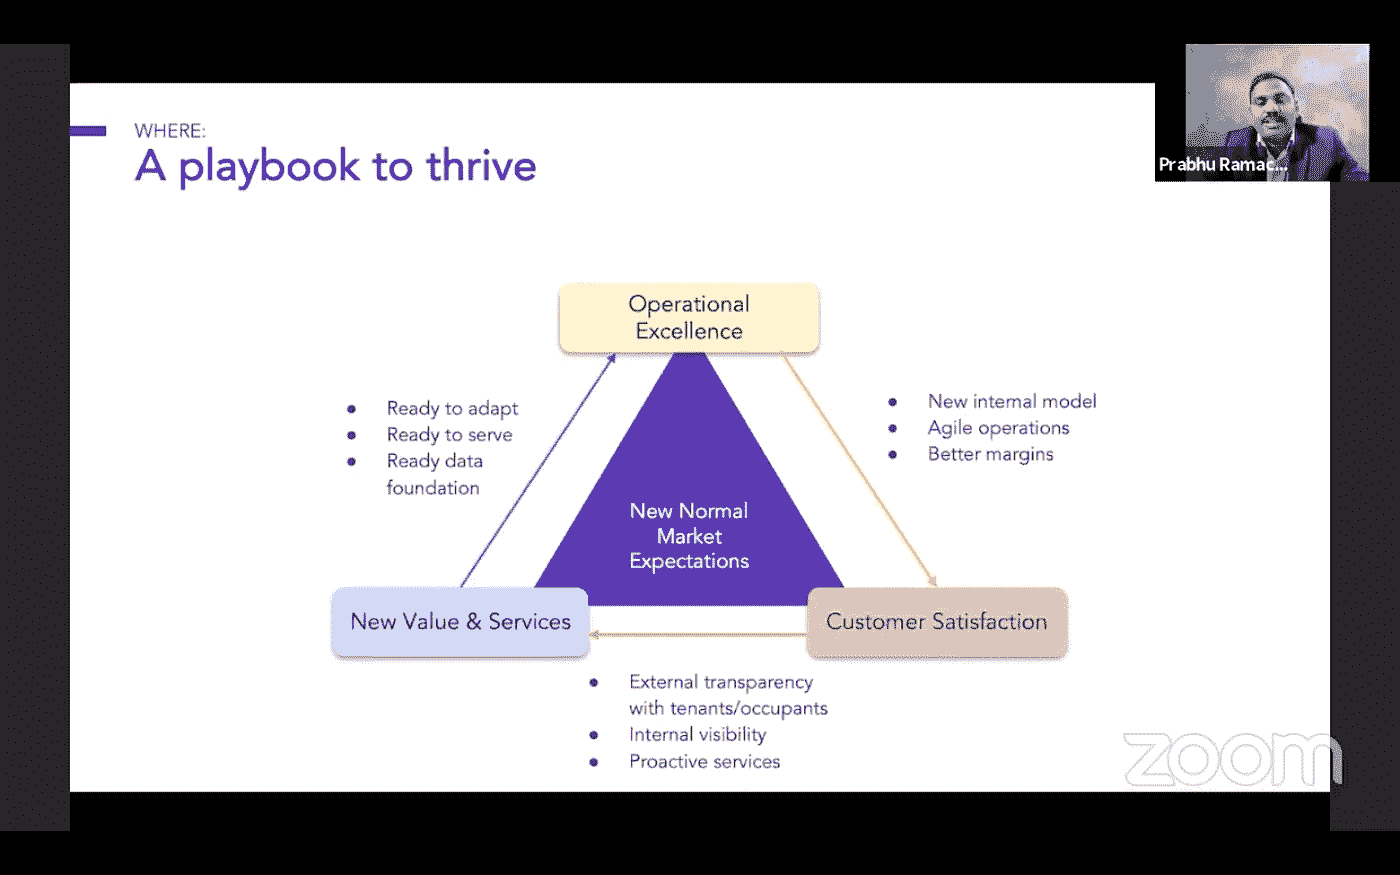 WHERE:
A playbook to thrive
Prabhu Ramac...
Operational
Excellence
● Ready to adapt
● Ready to serve
● Ready data
foundation
● New internal model
● Agile operations
● Better margins
New Normal
Market
Expectations
New Value & Services
Customer Satisfaction
● External transparency
with tenants/occupants
● Internal visibility
● Proactive services
zoom